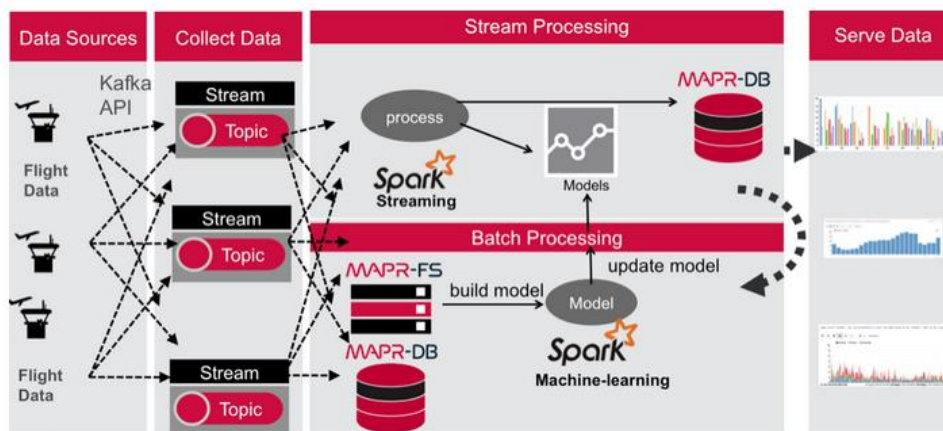 Data Sources
Collect Data
Stream Processing
Serve Data
Kafka
API
Stream
Topic
process
MAPR-DB
Flight
Data
Spark
Streaming
Models
Stream
Topic
Batch Processing
MAPR-FS
build model
update model
Model
Spark
Machine-learning
MAPR-DB
Flight
Data
Stream
Topic